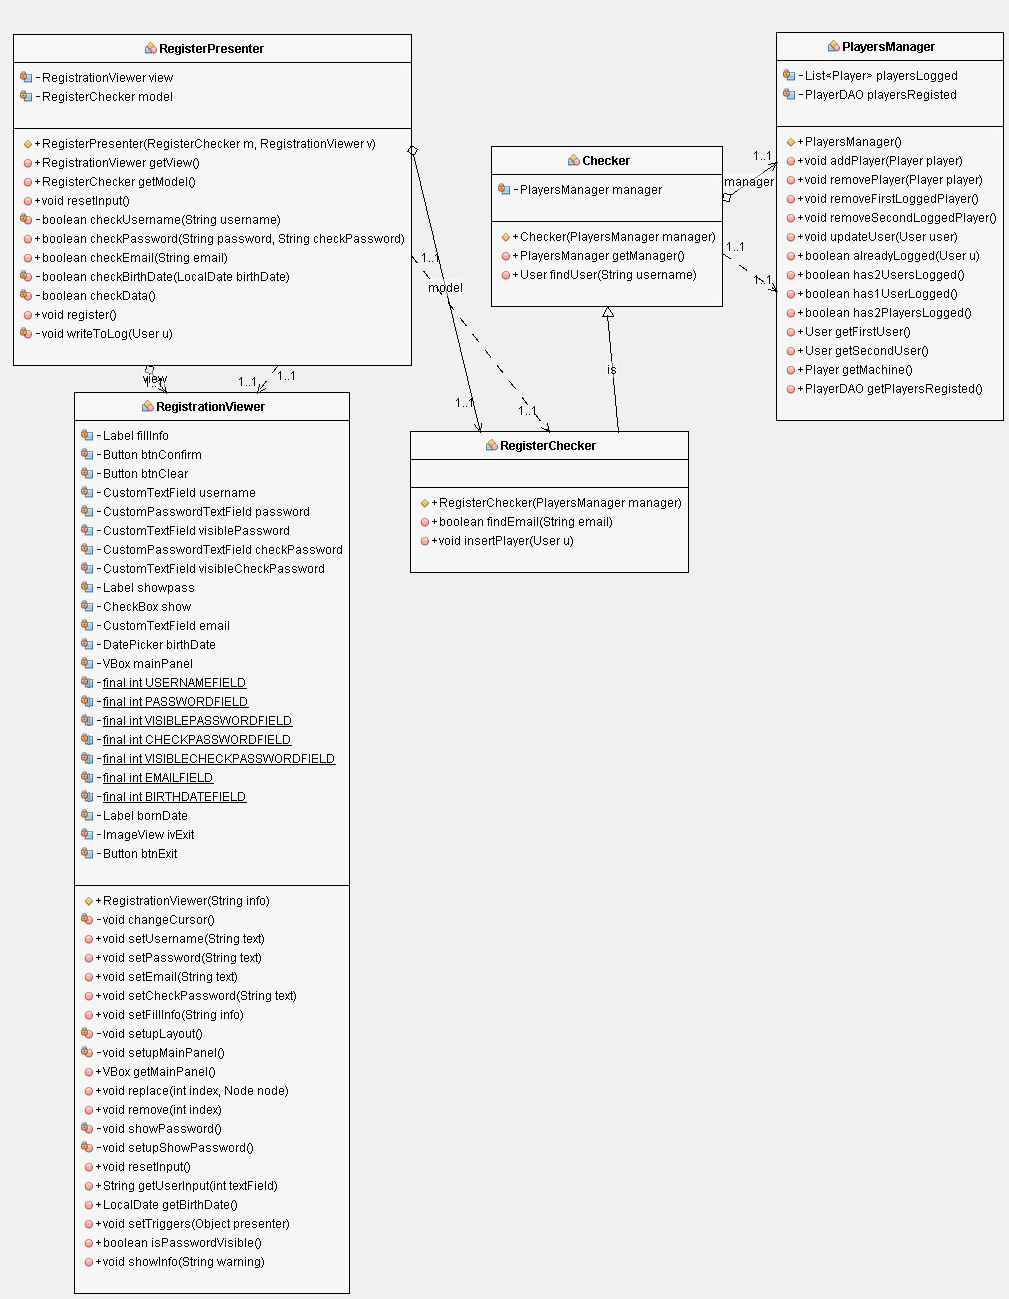 RegisterPresenter
-RegistrationViewer view
-RegisterChecker model
+RegisterPresenter(RegisterChecker m, RegistrationViewer v)
+RegistrationViewer getView()
+RegisterChecker getModel()
+void resetInput()
-boolean checkUsername(String username)
+boolean checkPassword(String password, String checkPassword)
+boolean checkEmail(String email)
-boolean checkBirthDate(LocalDate birthDate)
-boolean checkData()
+void register()
-void writeToLog(User u)
PlayersManager
-List<Player> playersLogged
-PlayerDAO playersRegisted
+PlayersManager()
+void addPlayer(Player player)
+void removePlayer(Player player)
+void removeFirstLoggedPlayer()
+void removeSecondLoggedPlayer()
+void updateUser(User user)
+boolean alreadyLogged(User u)
+boolean has2UsersLogged()
+boolean has1UserLogged()
+boolean has2PlayersLogged()
+User getFirstUser()
+User getSecondUser()
+Player getMachine()
+PlayerDAO getPlayersRegisted()
Checker
-PlayersManager manager
+Checker(PlayersManager manager)
+PlayersManager getManager()
+User findUser(String username)
1..1
manager
1..1
1..1
1..1
model
is
view
1..1
1..1
1..1
1..1
1..1
RegisterChecker
+RegisterChecker(PlayersManager manager)
+boolean findEmail(String email)
+void insertPlayer(User u)
RegistrationViewer
-Label fillInfo
-Button btnConfirm
-Button btnClear
-CustomTextField username
-CustomPasswordTextField password
-CustomTextField visiblePassword
-CustomPasswordTextField checkPassword
-CustomTextField visibleCheckPassword
-Label showpass
-CheckBox show
-CustomTextField email
-DatePicker birthDate
-VBox mainPanel
-final int USERNAMEFIELD
-final int PASSWORDFIELD
-final int VISIBLEPASSWORDFIELD
-final int CHECKPASSWORDFIELD
-final int VISIBLECHECKPASSWORDFIELD
-final int EMAILFIELD
-final int BIRTHDATEFIELD
-Label bornDate
-ImageView ivExit
-Button btnExit
+RegistrationViewer(String info)
-void changeCursor()
+void setUsername(String text)
+void setPassword(String text)
+void setEmail(String text)
+void setCheckPassword(String text)
+void setFillInfo(String info)
-void setupLayout()
-void setupMainPanel()
+VBox getMainPanel()
+void replace(int index, Node node)
+void remove(int index)
-void showPassword()
-void setupShowPassword()
+void resetInput()
+String getUserInput(int textField)
+LocalDate getBirthDate()
+void setTriggers(Object presenter)
+boolean isPasswordVisible()
+void showInfo(String warning)